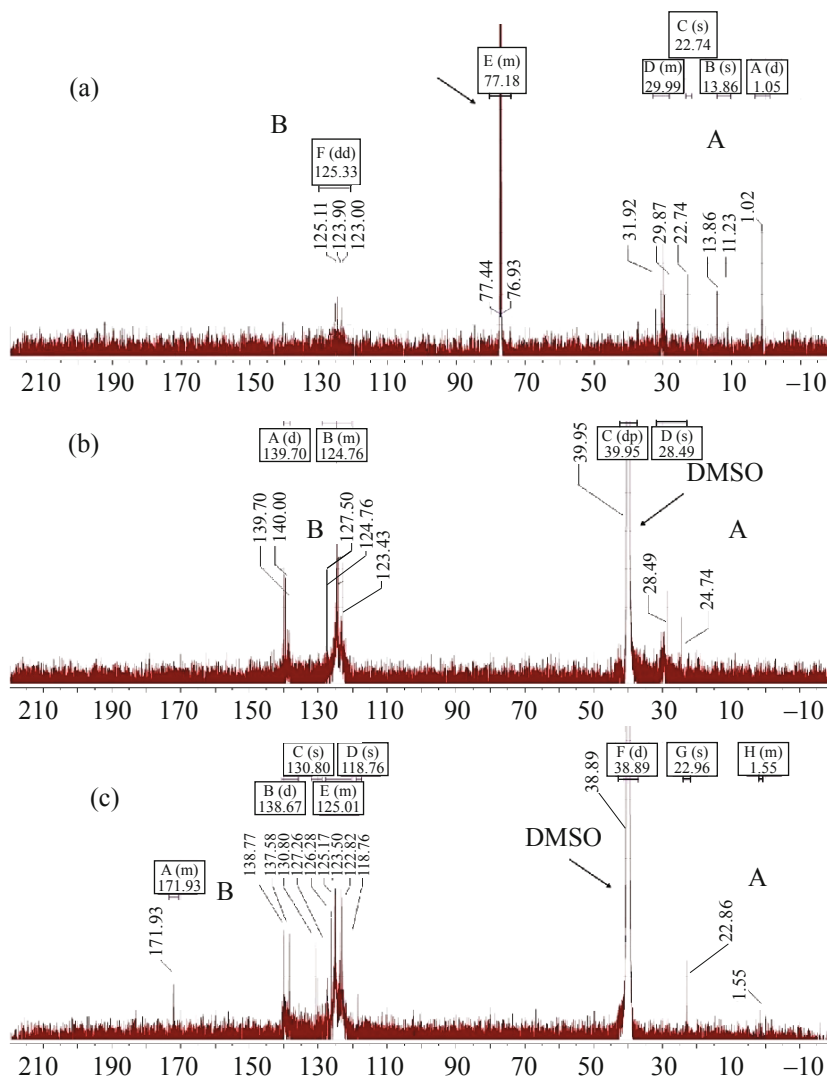 (a)
C (s)
22.74
E (m)
77.18
D (m)
29.99
B (s)
13.86
A (d)
1.05
B
A
F (dd)
125.33
125.11
123.90
123.00
77.44
76.93
31.92
29.87
22.74
13.86
11.23
1.02
210 190 170 150 130 110 90 70 50 30 10 –10
(b)
A (d)
139.70
B (m)
124.76
C (dp)
39.95
D (s)
28.49
DMSO
B
A
139.70
140.00
127.50
124.76
123.43
39.95
28.49
24.74
210 190 170 150 130 110 90 70 50 30 10 –10
(c)
C (s)
130.80
D (s)
118.76
B (d)
138.67
E (m)
125.01
F (d)
38.89
G (s)
22.96
H (m)
1.55
A (m)
171.93
B
A
DMSO
171.93
138.77
137.58
130.80
127.26
126.28
125.17
123.50
122.82
118.76
38.89
22.86
1.55
210 190 170 150 130 110 90 70 50 30 10 –10